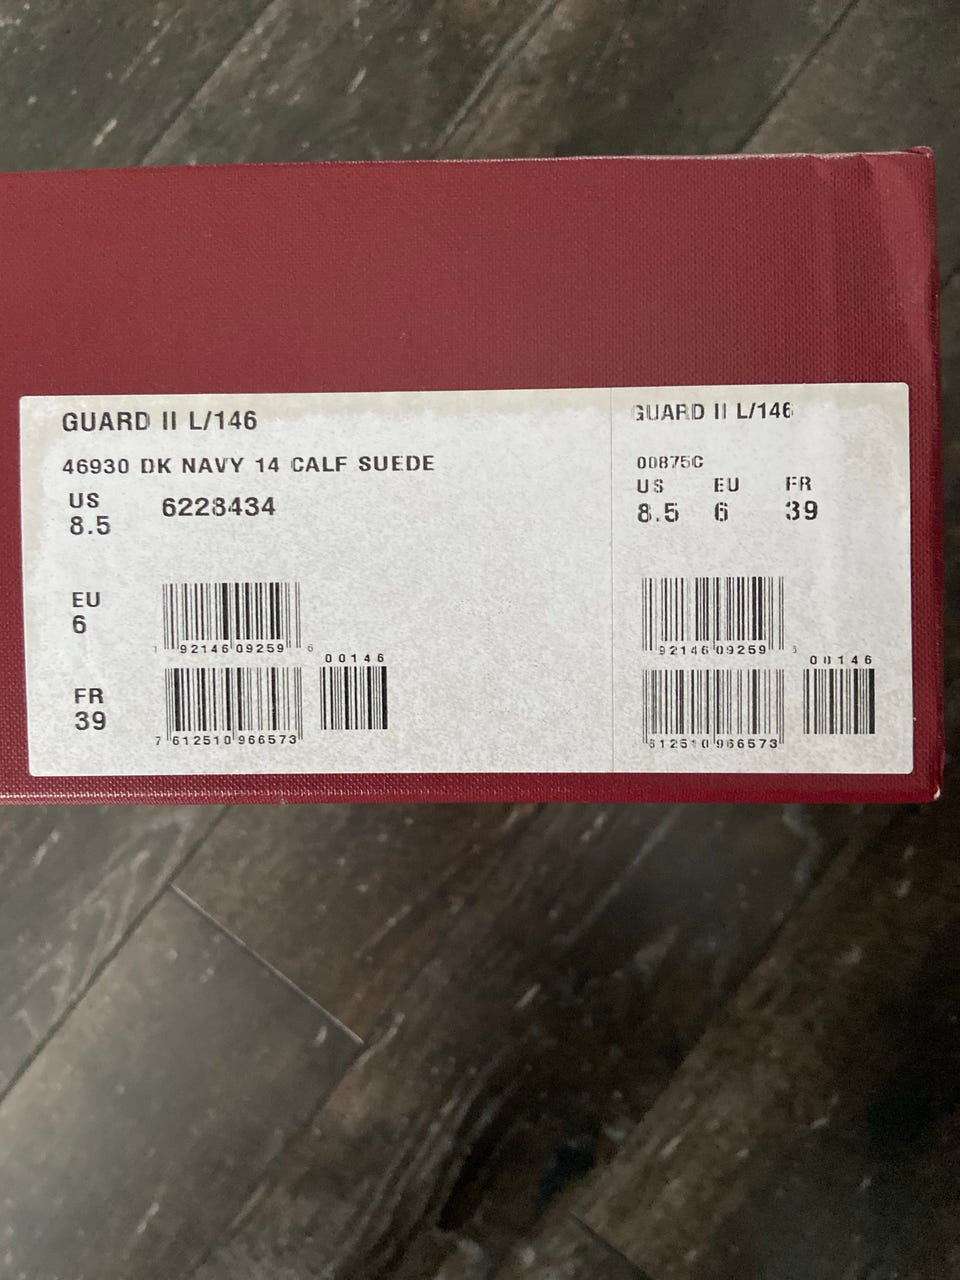 GUARD II L/146
46930 DK NAVY 14 CALF SUEDE
US
8.5
6228434
EU
6
1 92146 09259 6
00146
FR
39
7 612510 966573
GUARD II L/146
00875C
US EU FR
8.5 6 39
92146 09259
00146
612510 966573